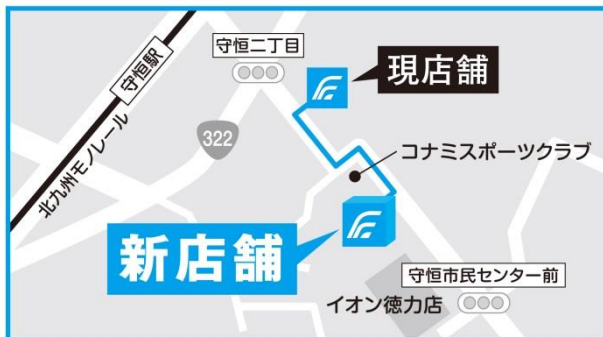 守恒二丁目
現店舗
守恒駅
322
北九州モノレール
コナミスポーツクラブ
新店舗
守恒市民センター前
イオン徳力店